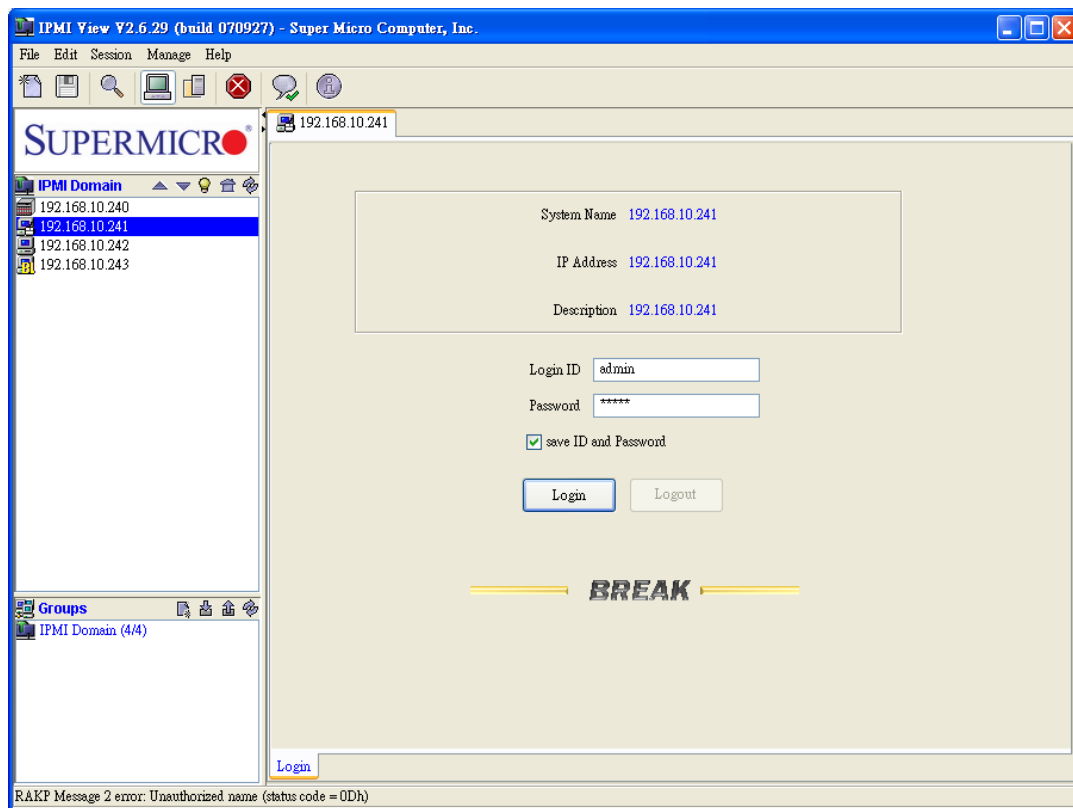 IPMI View V2.6.29 (build 070927) - Super Micro Computer, Inc.
File Edit Session Manage Help
SUPERMICRO®
192.168.10.241
IPMI Domain
192.168.10.240
192.168.10.241
192.168.10.242
192.168.10.243
System Name 192.168.10.241
IP Address 192.168.10.241
Description 192.168.10.241
Login ID admin
Password *****
save ID and Password
Login Logout
BREAK
Groups
IPMI Domain (4/4)
Login
RAKP Message 2 error: Unauthorized name (status code = 0Dh)